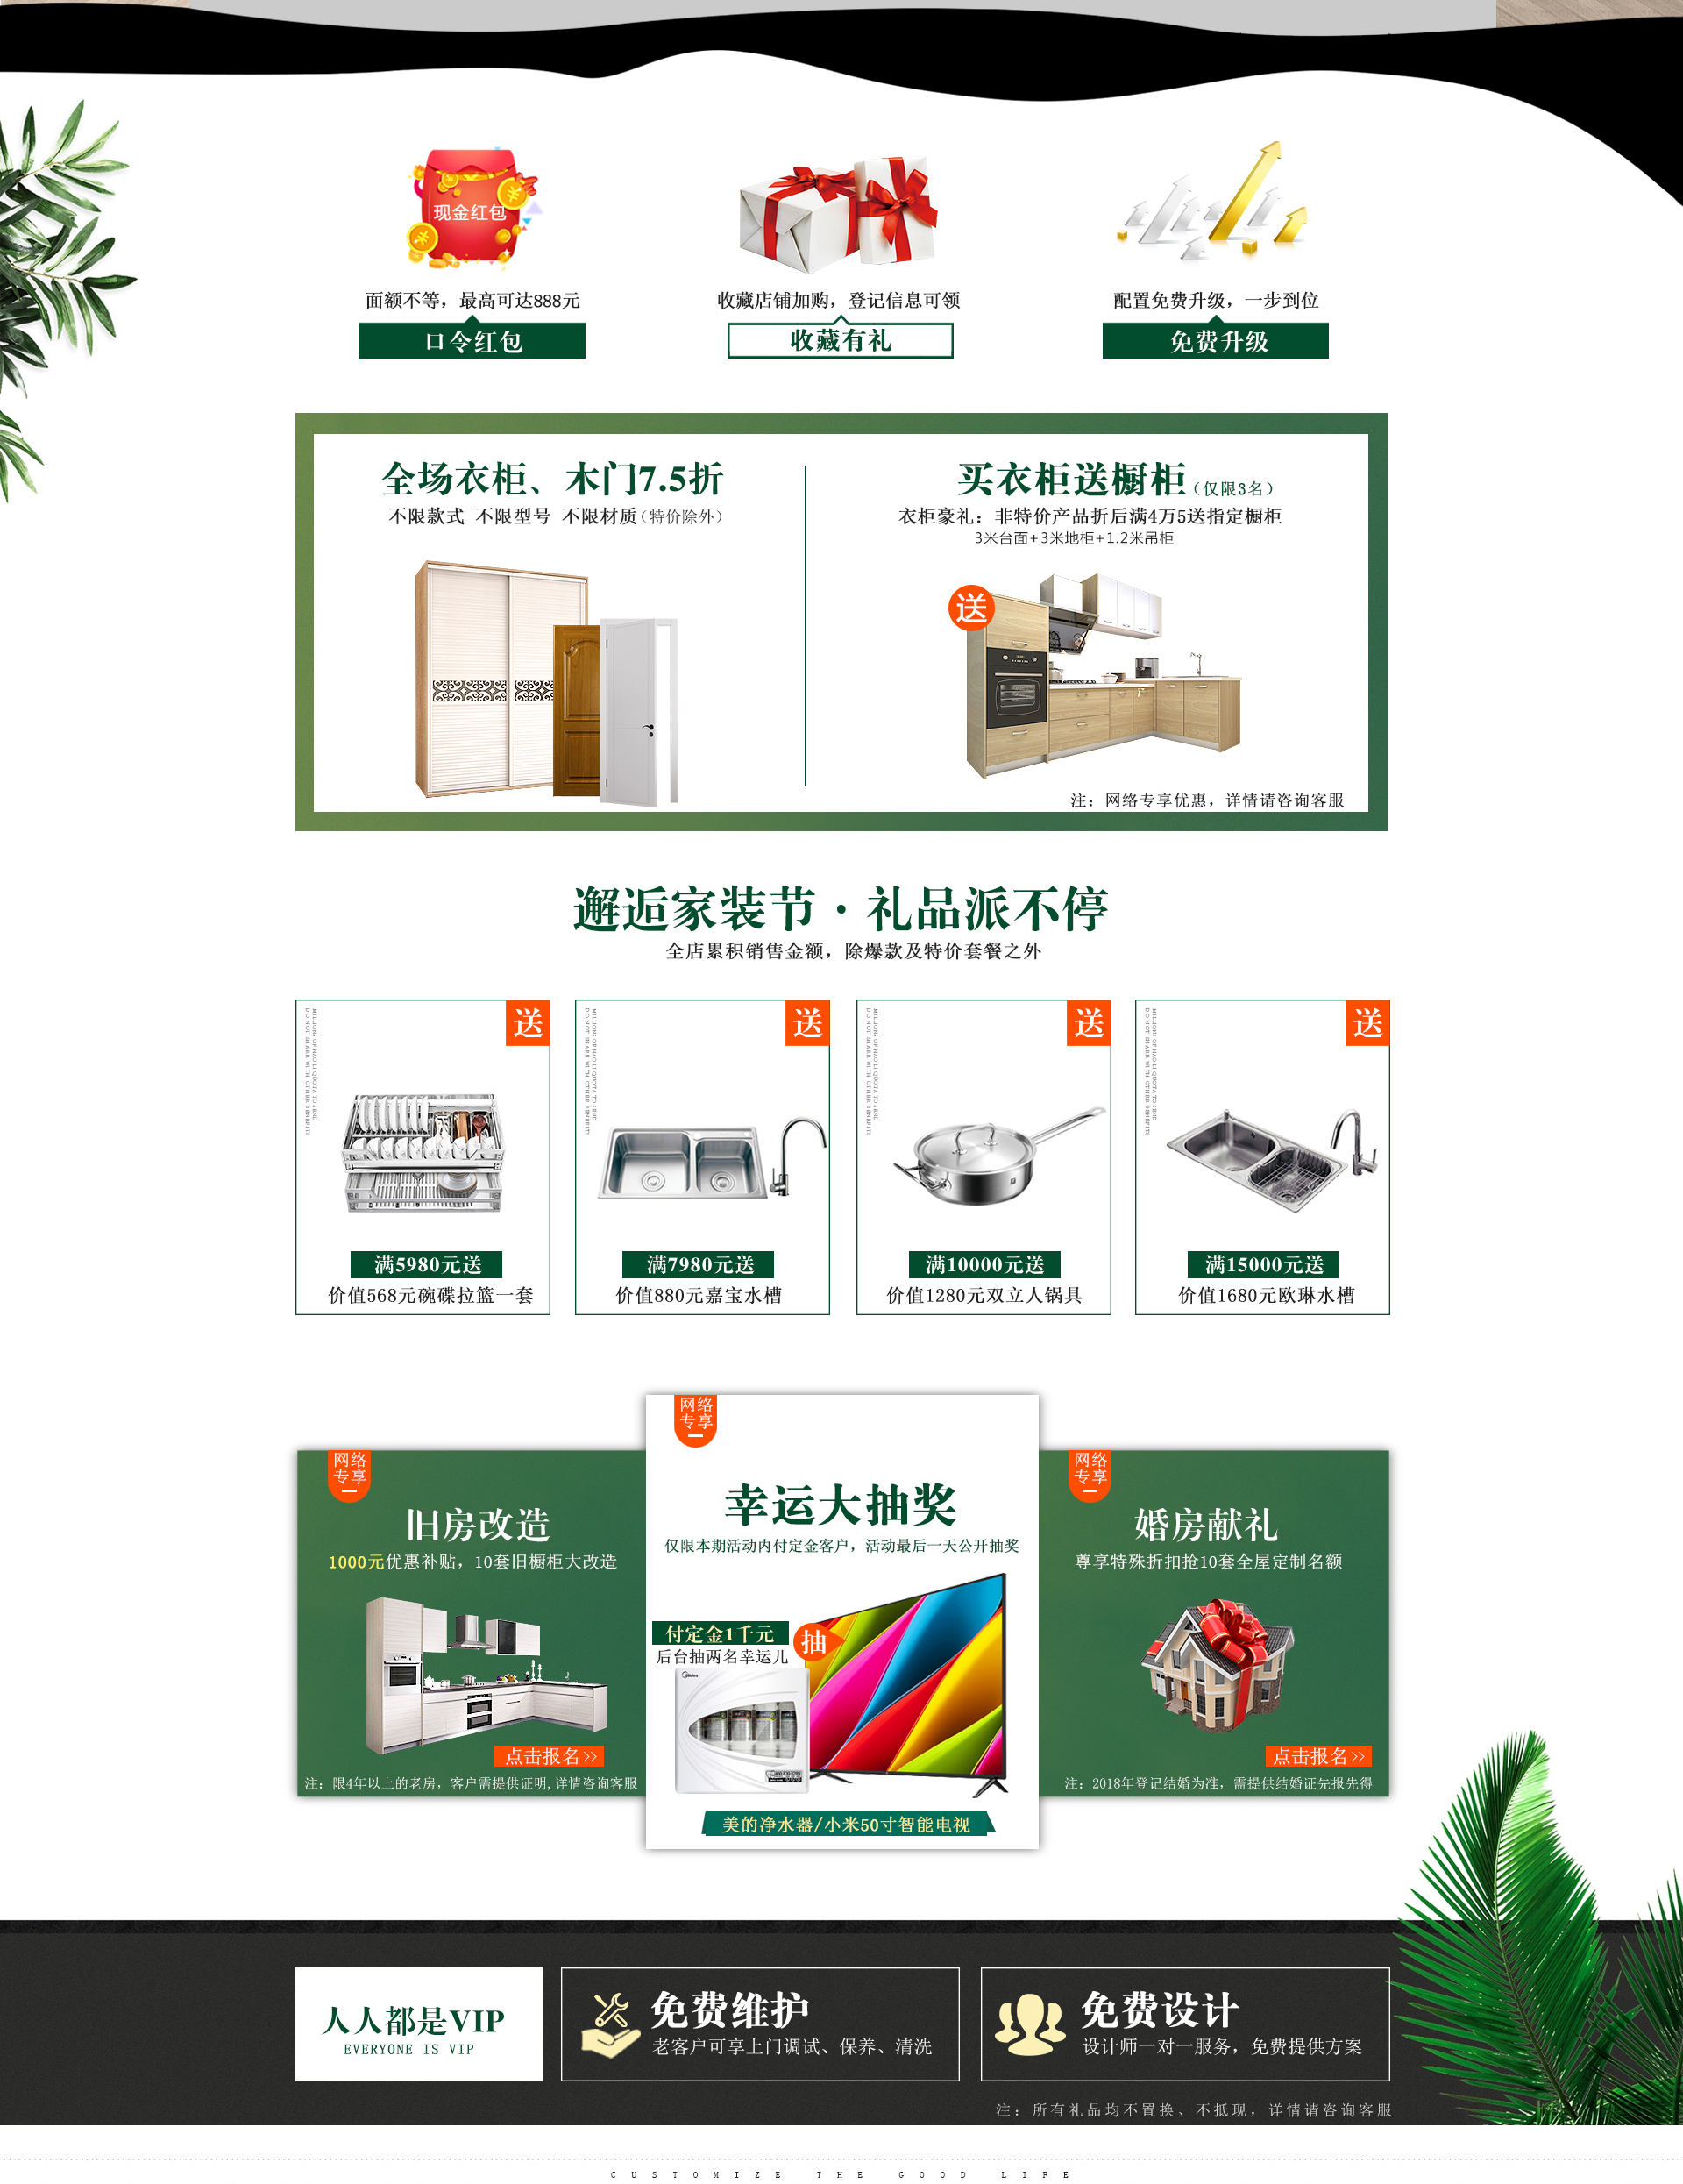 现金红包
面额不等，最高可达888元
口令红包
收藏店铺加购，登记信息可领
收藏有礼
配置免费升级，一步到位
免费升级
全场衣柜、木门7.5折
不限款式 不限型号 不限材质（特价除外）
买衣柜送橱柜（仅限3名）
衣柜豪礼：非特价产品折后满4万5送指定橱柜
3米台面+3米地柜+1.2米吊柜
送
注：网络专享优惠，详情请咨询客服
邂逅家装节·礼品派不停
全店累积销售金额，除爆款及特价套餐之外
送
满5980元送
价值568元碗碟拉篮一套
送
满7980元送
价值880元嘉宝水槽
送
满10000元送
价值1280元双立人锅具
送
满15000元送
价值1680元欧琳水槽
网络
专享
旧房改造
1000元优惠补贴，10套旧橱柜大改造
点击报名>>
注：限4年以上的老房，客户需提供证明,详情咨询客服
网络
专享
幸运大抽奖
仅限本期活动内付定金客户，活动最后一天公开抽奖
付定金1千元
后台抽两名幸运儿
抽
Midea
美的净水器/小米50寸智能电视
网络
专享
婚房献礼
尊享特殊折扣抢10套全屋定制名额
点击报名>>
注：2018年登记结婚为准，需提供结婚证先报先得
人人都是VIP
EVERYONE IS VIP
免费维护
老客户可享上门调试、保养、清洗
免费设计
设计师一对一服务，免费提供方案
注：所有礼品均不置换、不抵现，详情请咨询客服
CUSTOMIZE THE GOOD LIFE